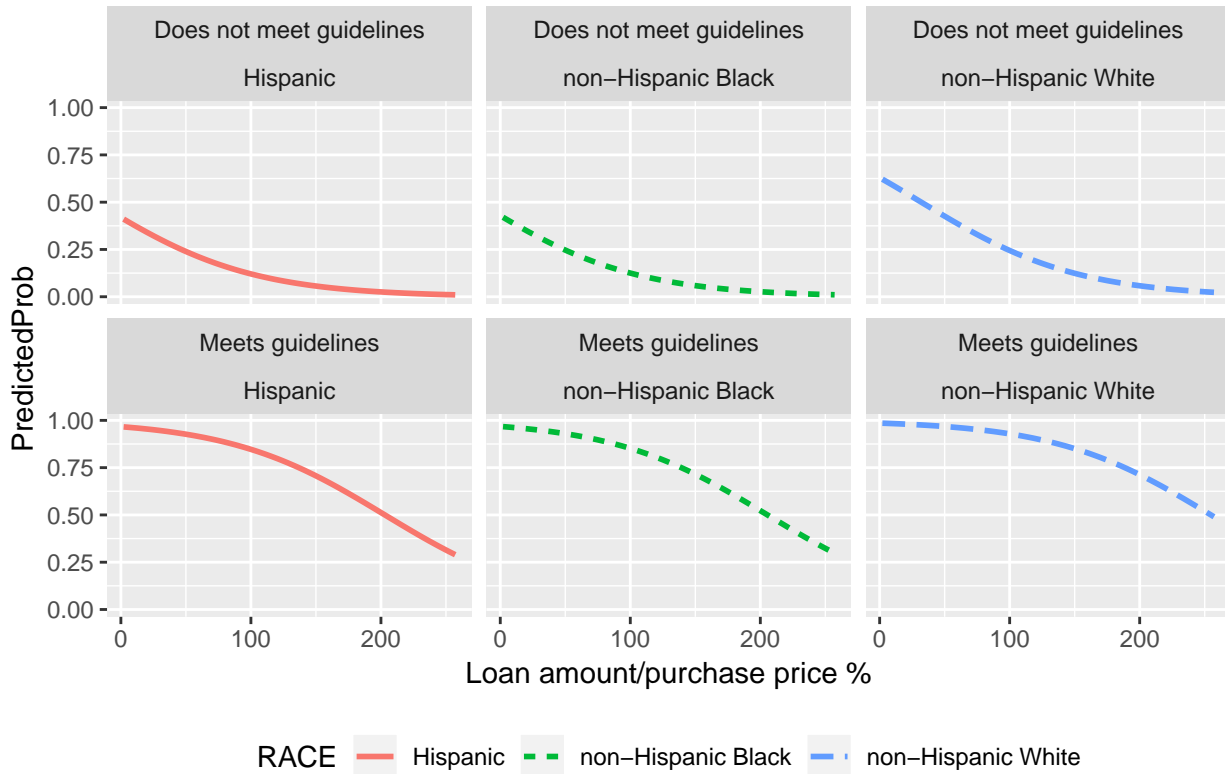 Does not meet guidelines Does not meet guidelines Does not meet guidelines
Hispanic non−Hispanic Black non−Hispanic White
1.00
0.75
0.50
0.25
0.00
Meets guidelines Meets guidelines Meets guidelines
Hispanic non−Hispanic Black non−Hispanic White
1.00
0.75
0.50
0.25
0.00
PredictedProb
0 100 200 0 100 200 0 100 200
Loan amount/purchase price %
RACE Hispanic non−Hispanic Black non−Hispanic White